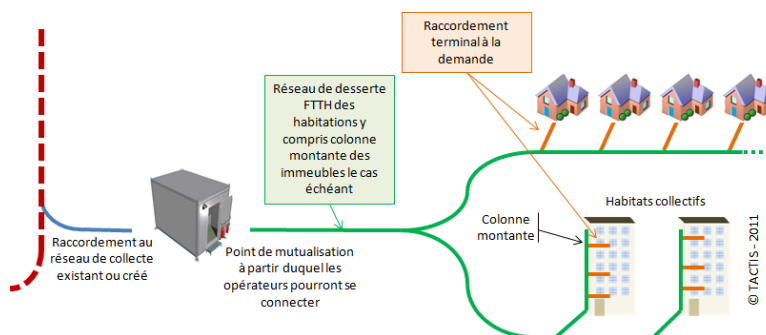 Raccordement
terminal à la
demande
Réseau de desserte
FTTH des
habitations y
compris colonne
montante des
immeubles le cas
échéant
Habitats collectifs
Colonne
montante
Raccordement au
réseau de collecte
existant ou créé
Point de mutualisation
à partir duquel les
opérateurs pourront se
connecter
© TACTIS - 2011